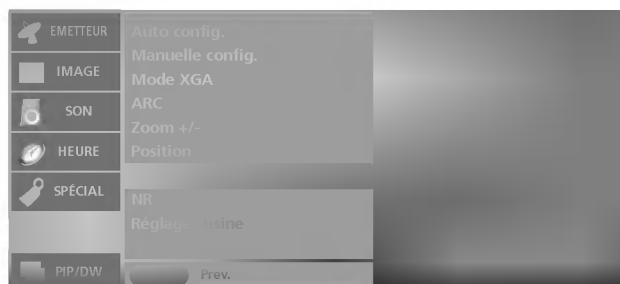 EMETTEUR
IMAGE
SON
HEURE
SPÉCIAL
PIP/DW
Auto config.
Manuelle config.
Mode XGA
ARC
Zoom +/-
Position
NR
Réglage usine
Prev.